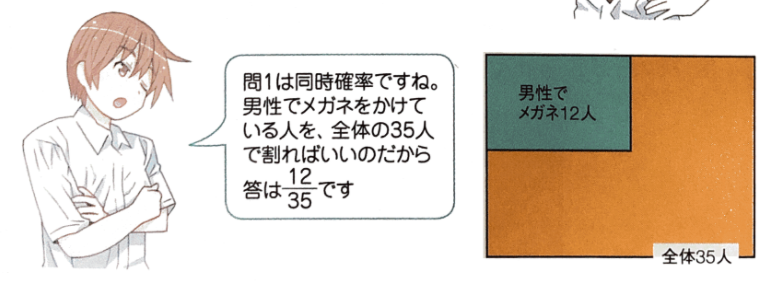 問1は同時確率ですね。
男性でメガネをかけて
いる人を、全体の35人
で割ればいいのだから
答は12/35です
男性で
メガネ12人
全体35人